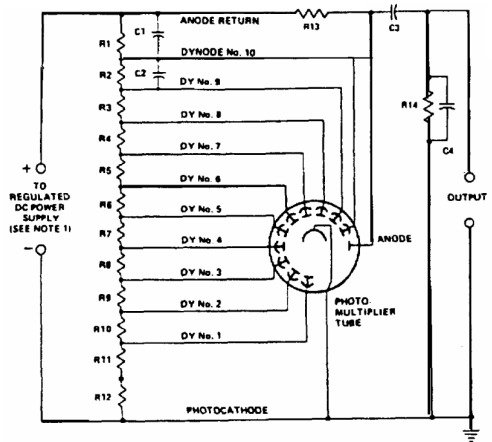 ANODE RETURN
R13
C3
R1
C1
DYNODE No. 10
R2
C2
DY No. 9
R3
DY No. 8
R14
C4
R4
DY No. 7
R5
DY No. 6
+
TO
REGULATED
DC POWER
SUPPLY
(SEE NOTE 1)
−
R6
DY No. 5
R7
DY No. 4
ANODE
OUTPUT
R8
DY No. 3
R9
DY No. 2
PHOTO-
MULTIPLIER
TUBE
R10
DY No. 1
R11
R12
PHOTOCATHODE